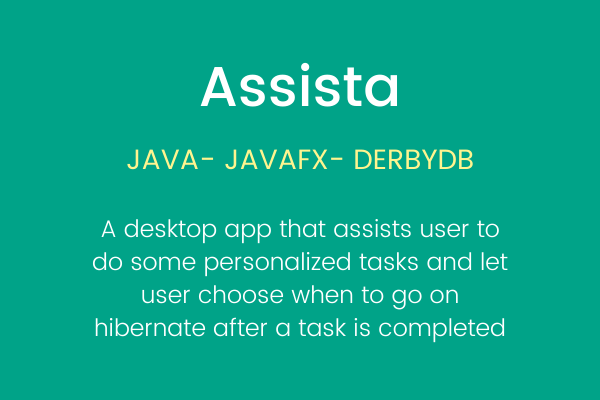 Assista
JAVA- JAVAFX- DERBYDB
A desktop app that assists user to
do some personalized tasks and let
user choose when to go on
hibernate after a task is completed